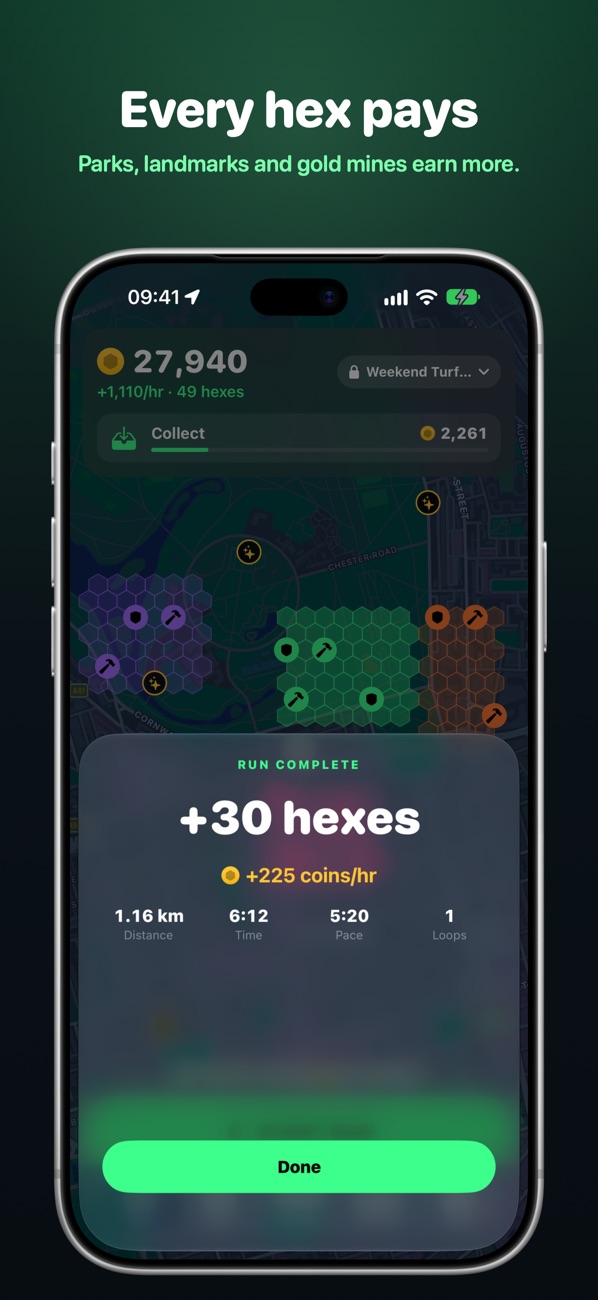 Every hex pays
Parks, landmarks and gold mines earn more.
09:41
27,940
Weekend Turf...
+1,110/hr · 49 hexes
Collect
2,261
STREET
CHESTER ROAD
CORNW
RUN COMPLETE
+30 hexes
+225 coins/hr
1.16 km
6:12
5:20
1
Distance
Time
Pace
Loops
Done